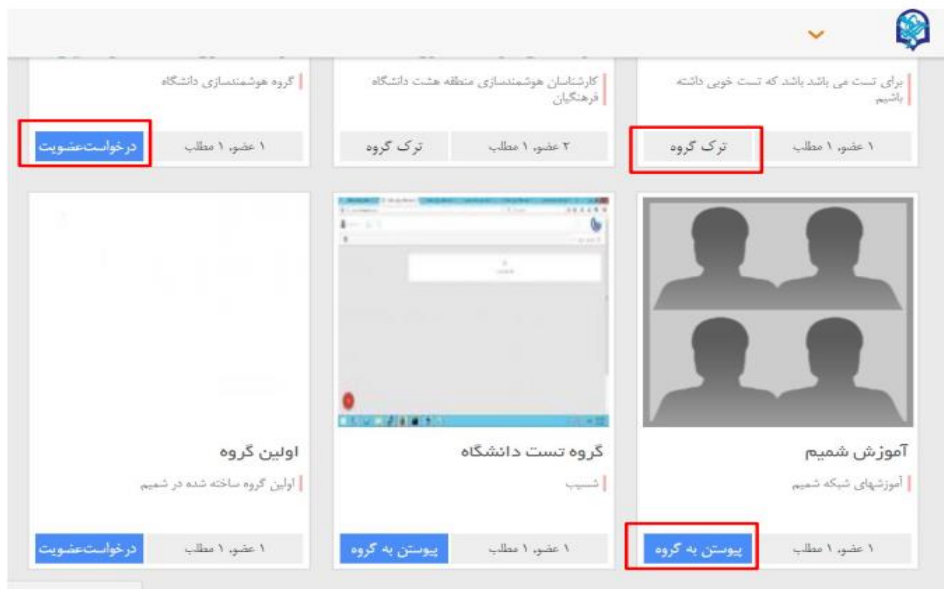 برای تست می باشد باشد که تست خوبی داشته
باشیم
۱ عضو، ۱ مطلب
ترک گروه
کارشناسان هوشمندسازی منطقه هشت دانشگاه
فرهنگیان
۲ عضو، ۱ مطلب
ترک گروه
گروه هوشمندسازی دانشگاه
۱ عضو، ۱ مطلب
درخواست‌عضویت
آموزش شمیم
آموزشهای شبکه شمیم
۱ عضو، ۱ مطلب
پیوستن به گروه
گروه تست دانشگاه
شسیب
۱ عضو، ۱ مطلب
پیوستن به گروه
اولین گروه
اولین گروه ساخته شده در شمیم
۱ عضو، ۱ مطلب
درخواست‌عضویت